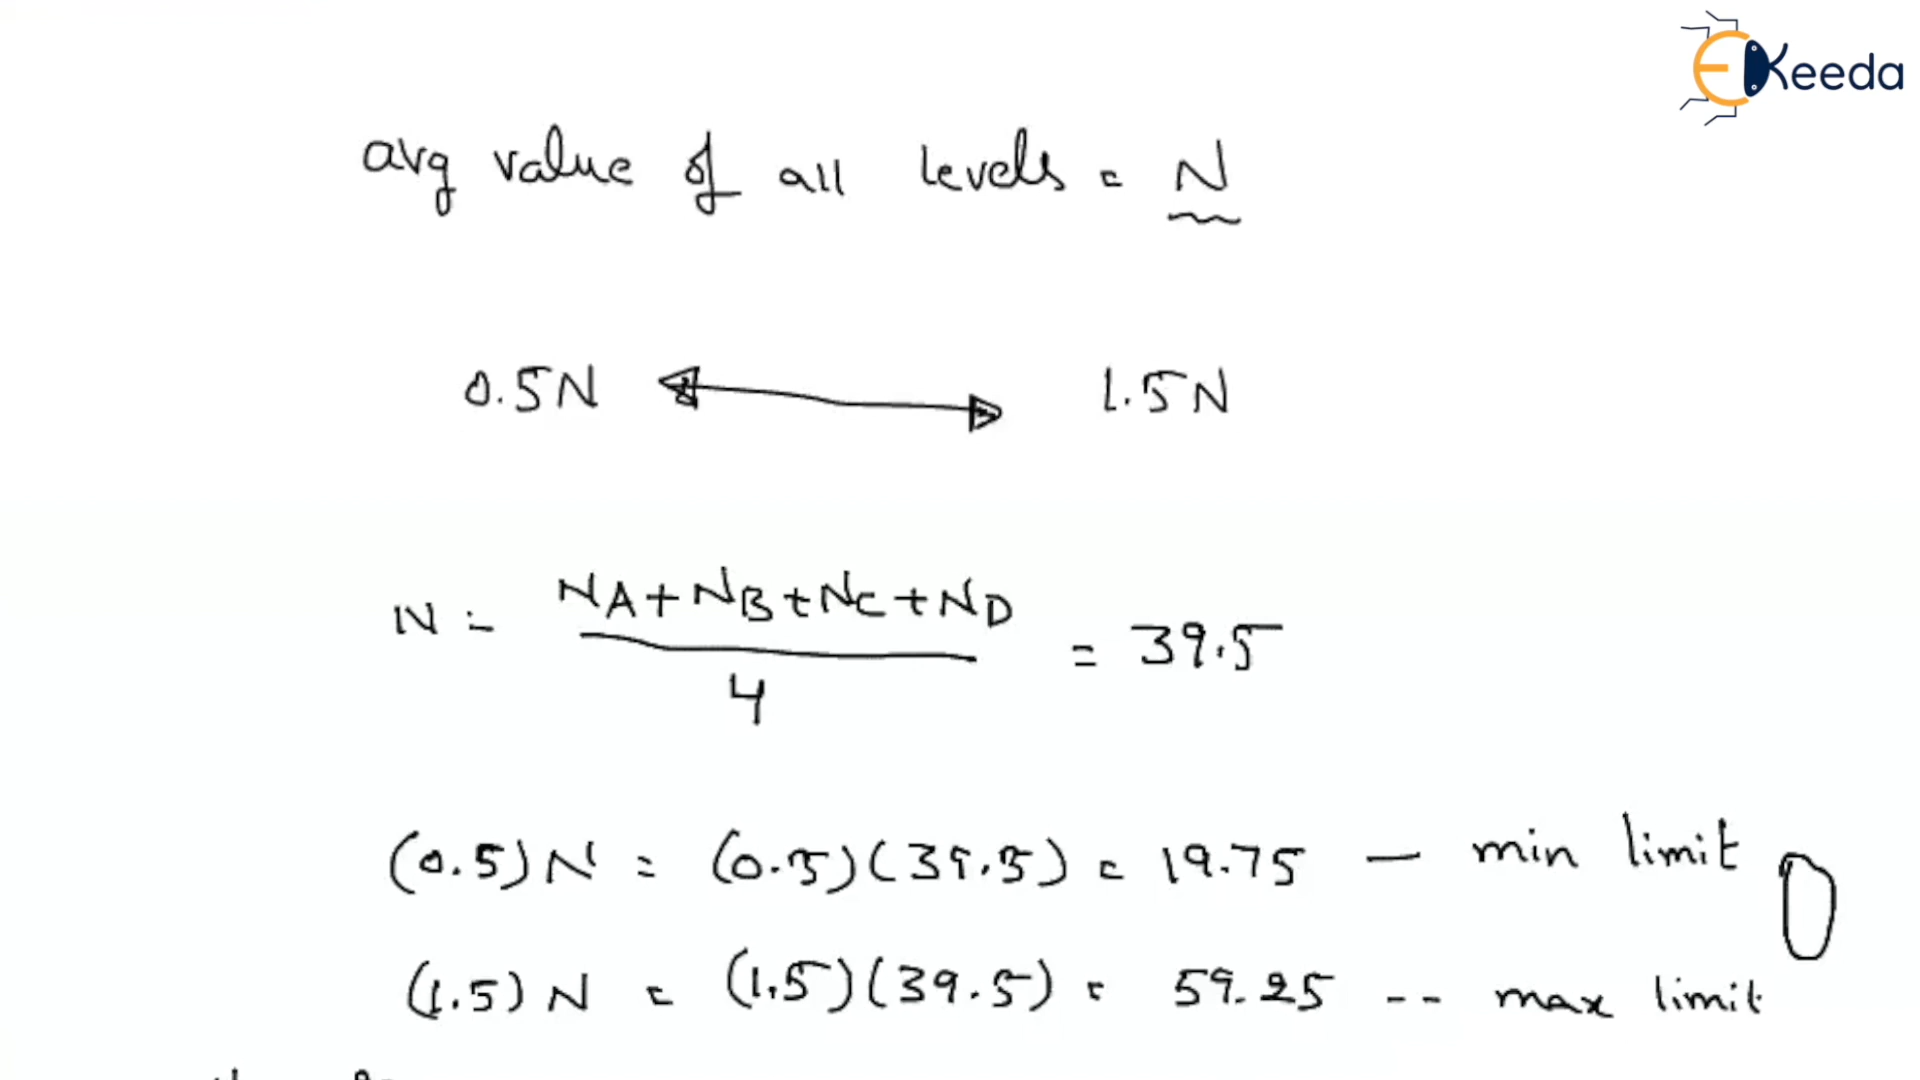 EKeeda
avg value of all levels = N
0.5N 1.5N
N = NA+NB+NC+ND
4
= 39.5
(0.5)N = (0.5)(39.5) = 19.75 — min limit
(1.5)N = (1.5)(39.5) = 59.25 -- max limit